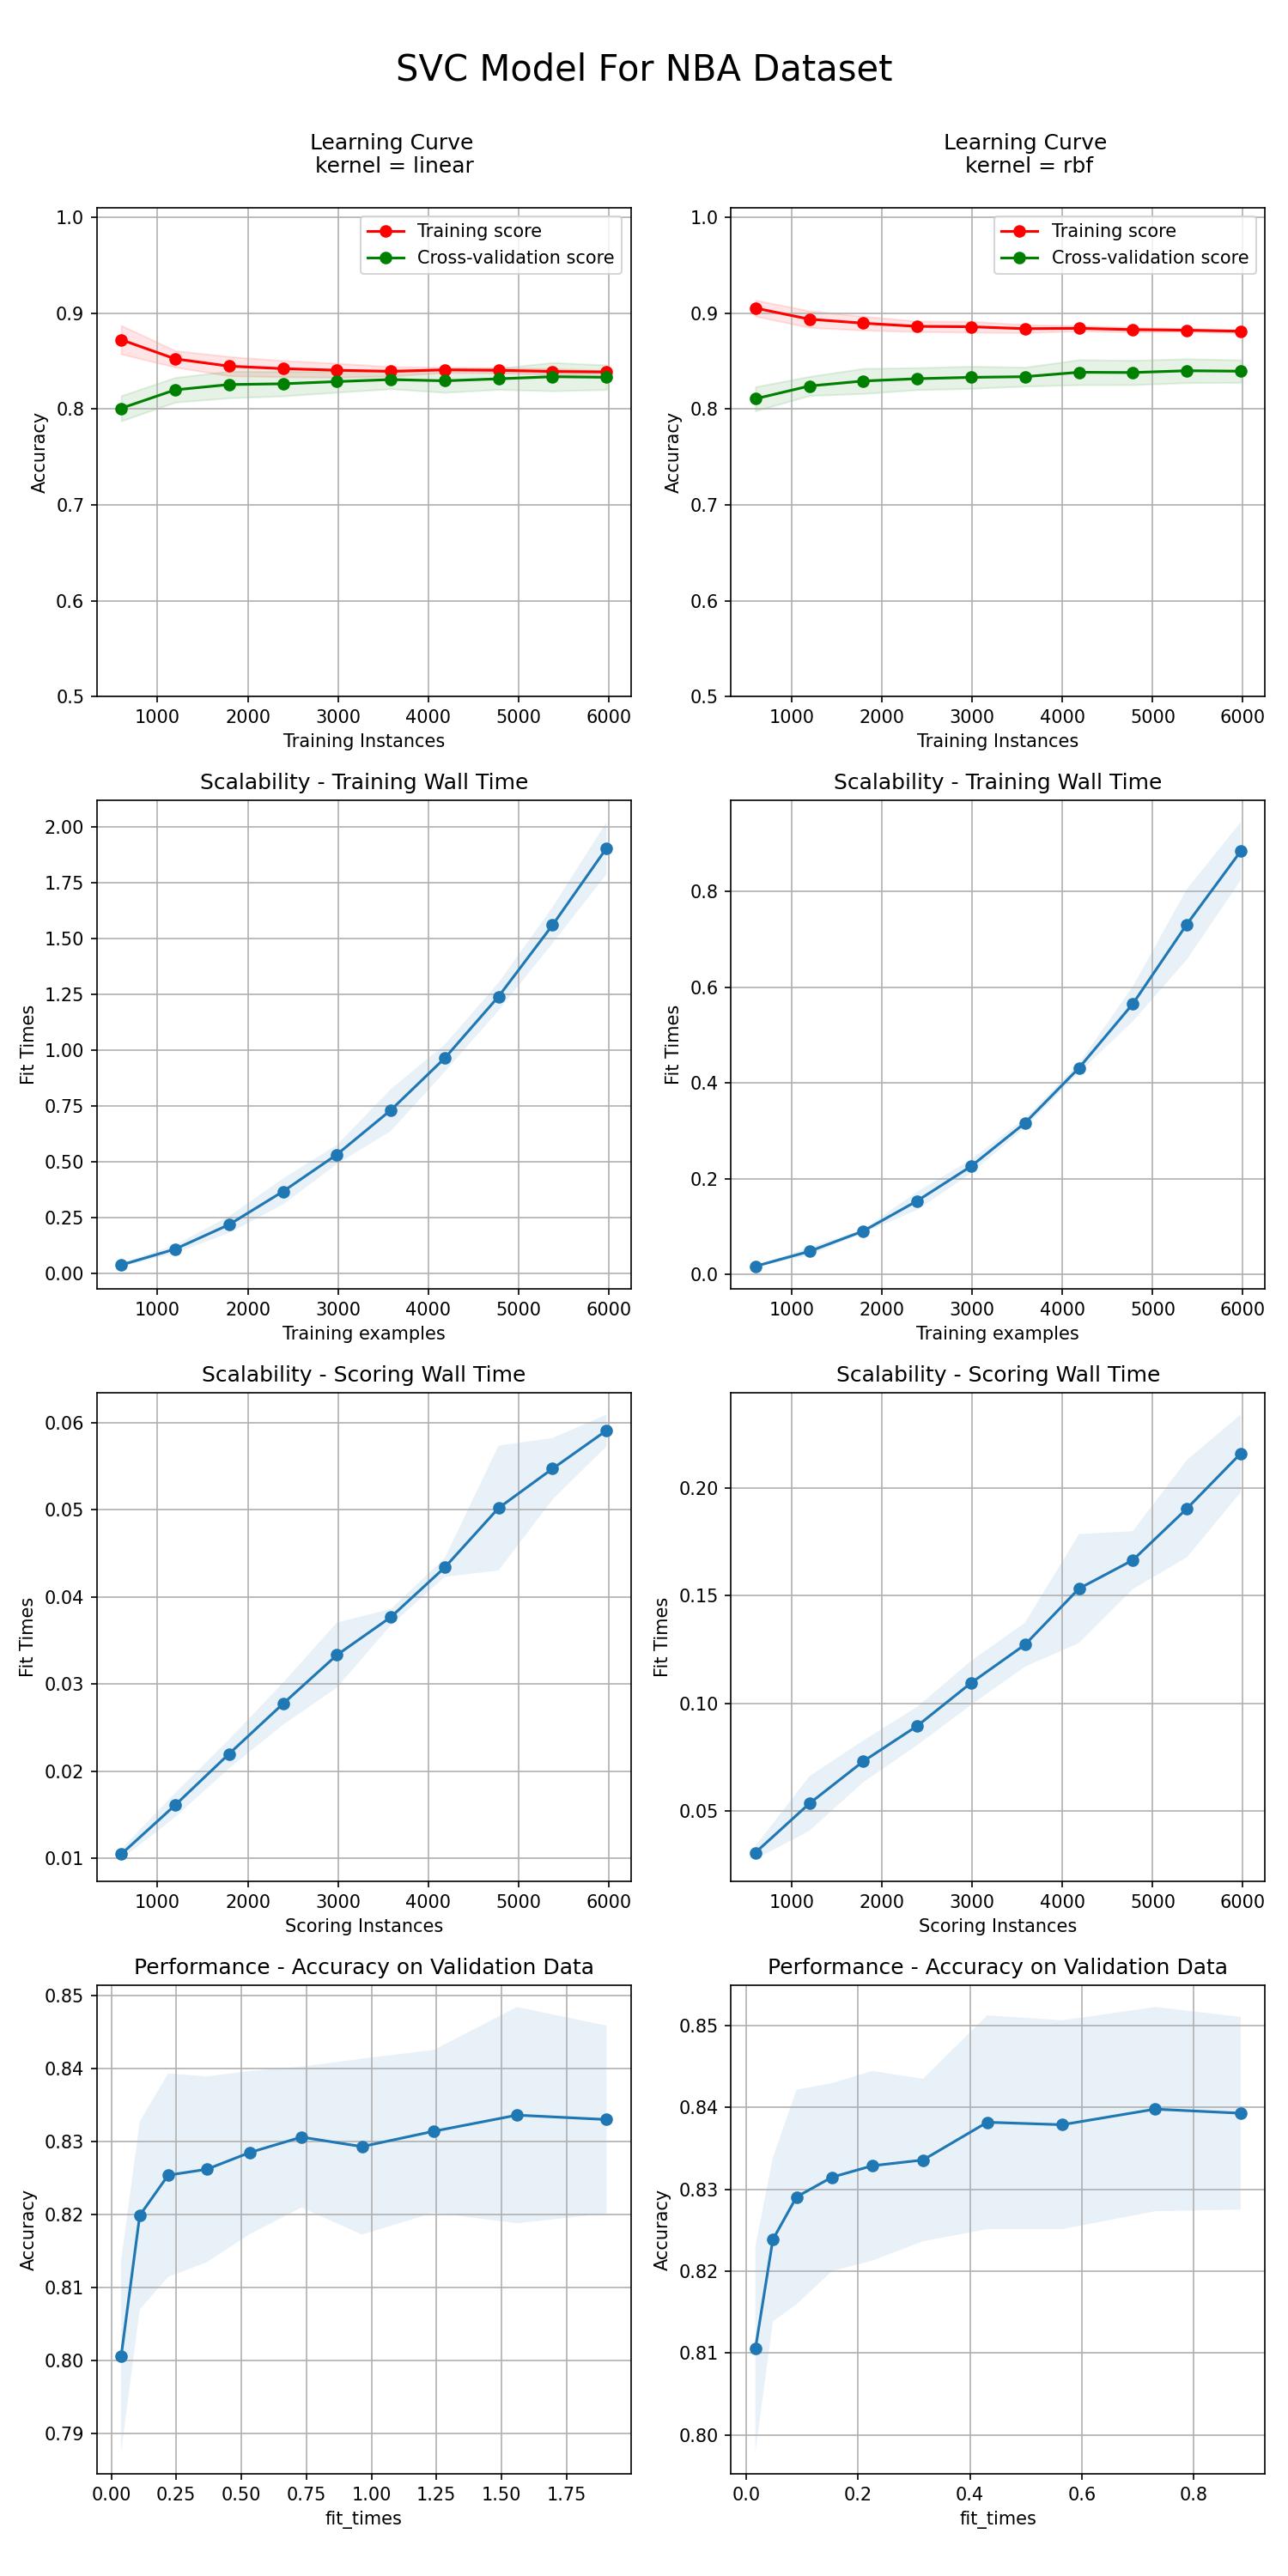 SVC Model For NBA Dataset
Learning Curve
kernel = linear
1.0
0.9
0.8
0.7
0.6
0.5
Accuracy
Training score
Cross-validation score
1000 2000 3000 4000 5000 6000
Training Instances
Learning Curve
kernel = rbf
1.0
0.9
0.8
0.7
0.6
0.5
Accuracy
Training score
Cross-validation score
1000 2000 3000 4000 5000 6000
Training Instances
Scalability - Training Wall Time
2.00
1.75
1.50
1.25
1.00
0.75
0.50
0.25
0.00
Fit Times
1000 2000 3000 4000 5000 6000
Training examples
Scalability - Training Wall Time
0.8
0.6
0.4
0.2
0.0
Fit Times
1000 2000 3000 4000 5000 6000
Training examples
Scalability - Scoring Wall Time
0.06
0.05
0.04
0.03
0.02
0.01
Fit Times
1000 2000 3000 4000 5000 6000
Scoring Instances
Scalability - Scoring Wall Time
0.20
0.15
0.10
0.05
Fit Times
1000 2000 3000 4000 5000 6000
Scoring Instances
Performance - Accuracy on Validation Data
0.85
0.84
0.83
0.82
0.81
0.80
0.79
Accuracy
0.00 0.25 0.50 0.75 1.00 1.25 1.50 1.75
fit_times
Performance - Accuracy on Validation Data
0.85
0.84
0.83
0.82
0.81
0.80
Accuracy
0.0 0.2 0.4 0.6 0.8
fit_times